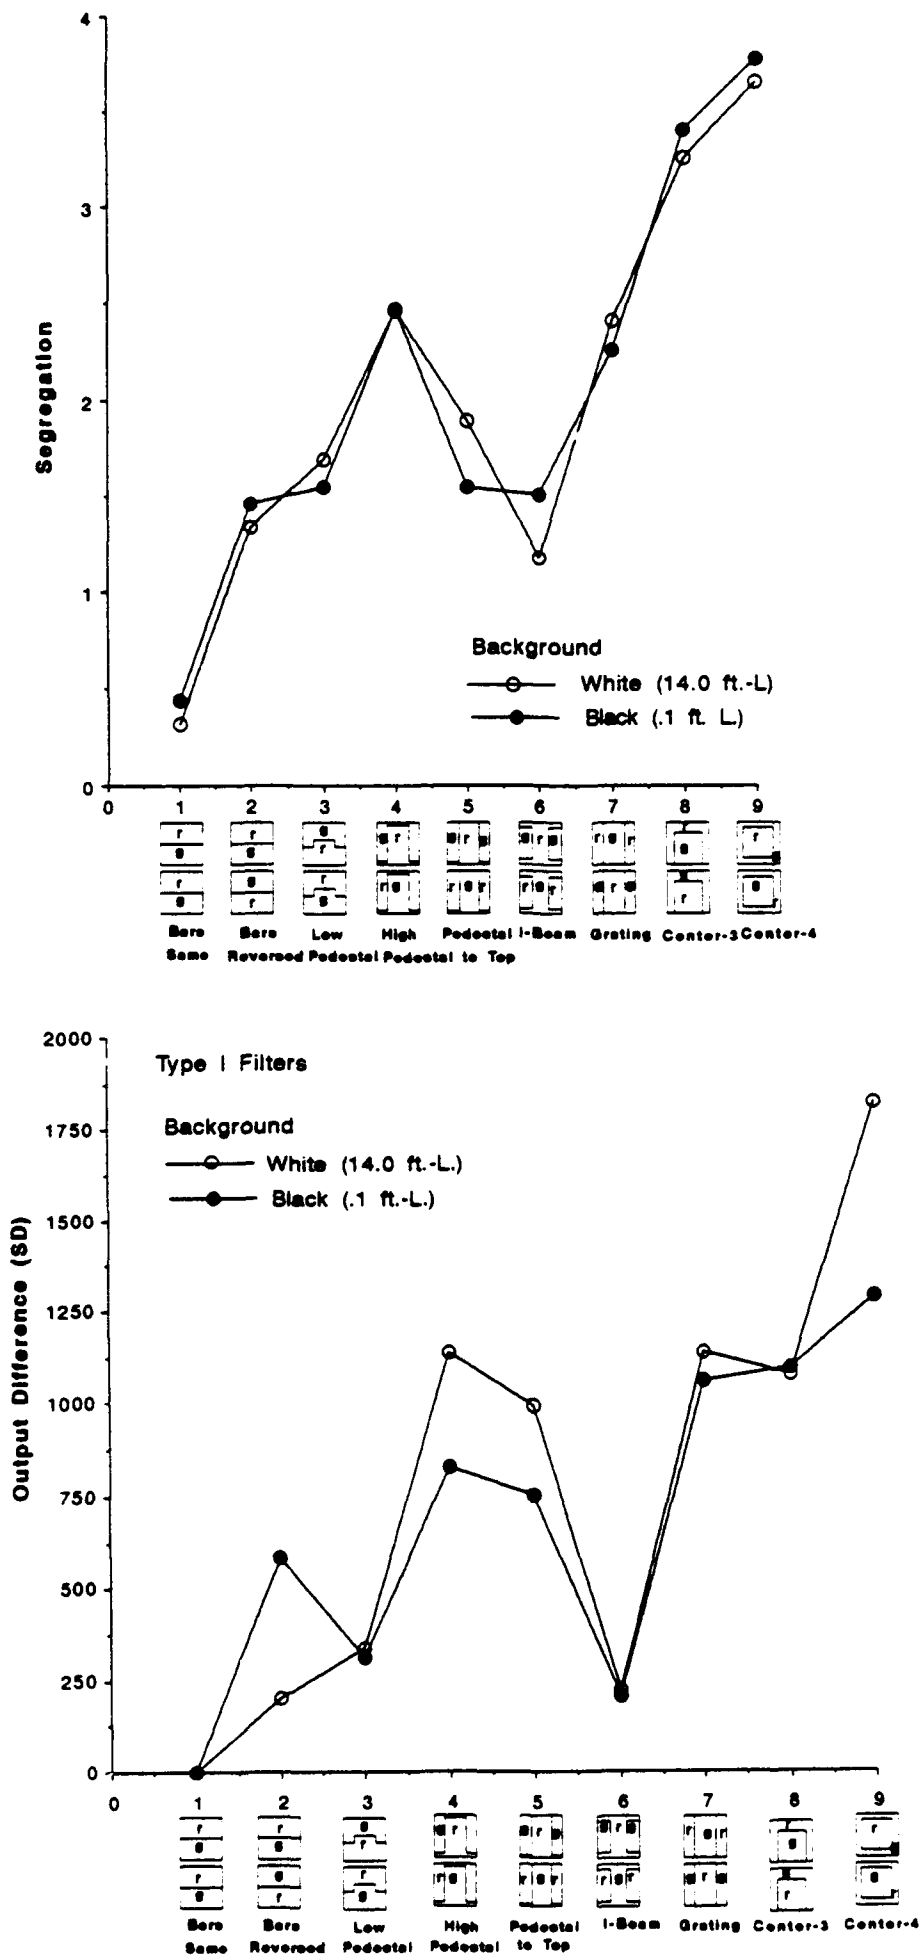 4
3
2
1
0
Segregation
Background
White (14.0 ft.-L)
Black (.1 ft. L.)
0 1 2 3 4 5 6 7 8 9
r r g g r g r g g r g r g r r
g g r
r g r r g r g r r g r g r g g
g r g r r
Bars Bars Low High Pedestal I-Beam Grating Center-3 Center-4
Same Reversed Pedestal Pedestal to Top
2000
1750
1500
1250
1000
750
500
250
0
Output Difference (SD)
Type I Filters
Background
White (14.0 ft.-L.)
Black (.1 ft.-L.)
0 1 2 3 4 5 6 7 8 9
Bars Bars Low High Pedestal I-Beam Grating Center-3 Center-4
Same Reversed Pedestal Pedestal to Top